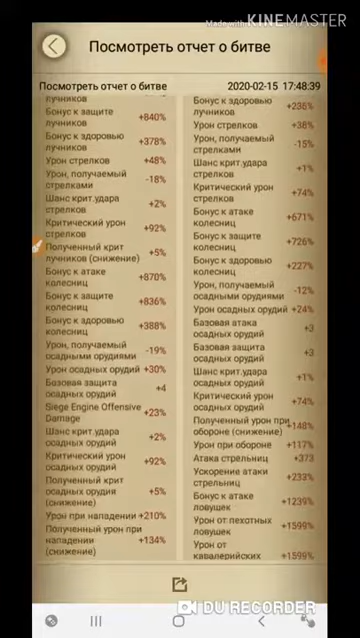 Made with KINEMASTER
Посмотреть отчет о битве
Посмотреть отчет о битве 2020-02-15 17:48:39
лучников
Бонус к защите
лучников +840%
Бонус к здоровью
лучников +378%
Урон стрелков +48%
Урон, получаемый
стрелками -18%
Шанс крит.удара
стрелков +2%
Критический урон
стрелков +92%
Полученный крит
лучников (снижение) +5%
Бонус к атаке
колесниц +870%
Бонус к защите
колесниц +836%
Бонус к здоровью
колесниц +388%
Урон, получаемый
осадными орудиями -19%
Урон осадных орудий +30%
Базовая защита
осадных орудий +4
Siege Engine Offensive
Damage +23%
Шанс крит.удара
осадных орудий +2%
Критический урон
осадных орудий +92%
Полученный крит
осадных орудий
(снижение) +5%
Урон при нападении +210%
Полученный урон при
нападении
(снижение) +134%
Бонус к здоровью
лучников +236%
Урон стрелков +38%
Урон, получаемый
стрелками -15%
Шанс крит.удара
стрелков +1%
Критический урон
стрелков +74%
Бонус к атаке
колесниц +671%
Бонус к защите
колесниц +726%
Бонус к здоровью
колесниц +227%
Урон, получаемый
осадными орудиями -12%
Урон осадных орудий +24%
Базовая атака
осадных орудий +3
Базовая защита
осадных орудий +3
Шанс крит.удара
осадных орудий +1%
Критический урон
осадных орудий +74%
Полученный урон при
обороне (снижение) +148%
Урон при обороне +117%
Атака стрельниц +373
Ускорение атаки
стрельниц +233%
Бонус к атаке
ловушек +1239%
Урон от пехотных
ловушек +1599%
Урон от
кавалерийских +1599%
DU RECORDER